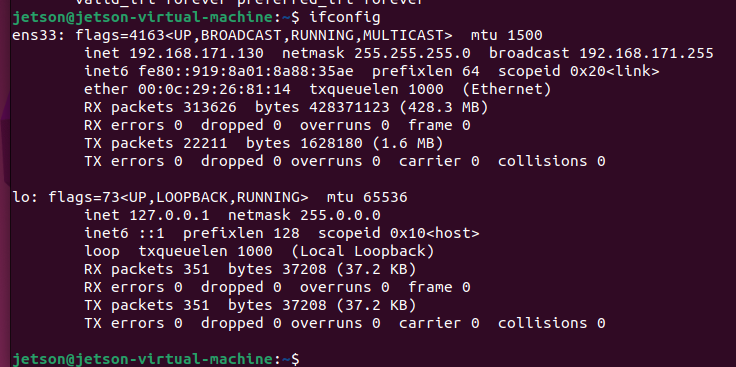 valid_lft forever preferred_lft forever
jetson@jetson-virtual-machine:~$ ifconfig
ens33: flags=4163<UP,BROADCAST,RUNNING,MULTICAST>  mtu 1500
        inet 192.168.171.130  netmask 255.255.255.0  broadcast 192.168.171.255
        inet6 fe80::919:8a01:8a88:35ae  prefixlen 64  scopeid 0x20<link>
        ether 00:0c:29:26:81:14  txqueuelen 1000  (Ethernet)
        RX packets 313626  bytes 428371123 (428.3 MB)
        RX errors 0  dropped 0  overruns 0  frame 0
        TX packets 22211  bytes 1628180 (1.6 MB)
        TX errors 0  dropped 0 overruns 0  carrier 0  collisions 0

lo: flags=73<UP,LOOPBACK,RUNNING>  mtu 65536
        inet 127.0.0.1  netmask 255.0.0.0
        inet6 ::1  prefixlen 128  scopeid 0x10<host>
        loop  txqueuelen 1000  (Local Loopback)
        RX packets 351  bytes 37208 (37.2 KB)
        RX errors 0  dropped 0  overruns 0  frame 0
        TX packets 351  bytes 37208 (37.2 KB)
        TX errors 0  dropped 0 overruns 0  carrier 0  collisions 0

jetson@jetson-virtual-machine:~$